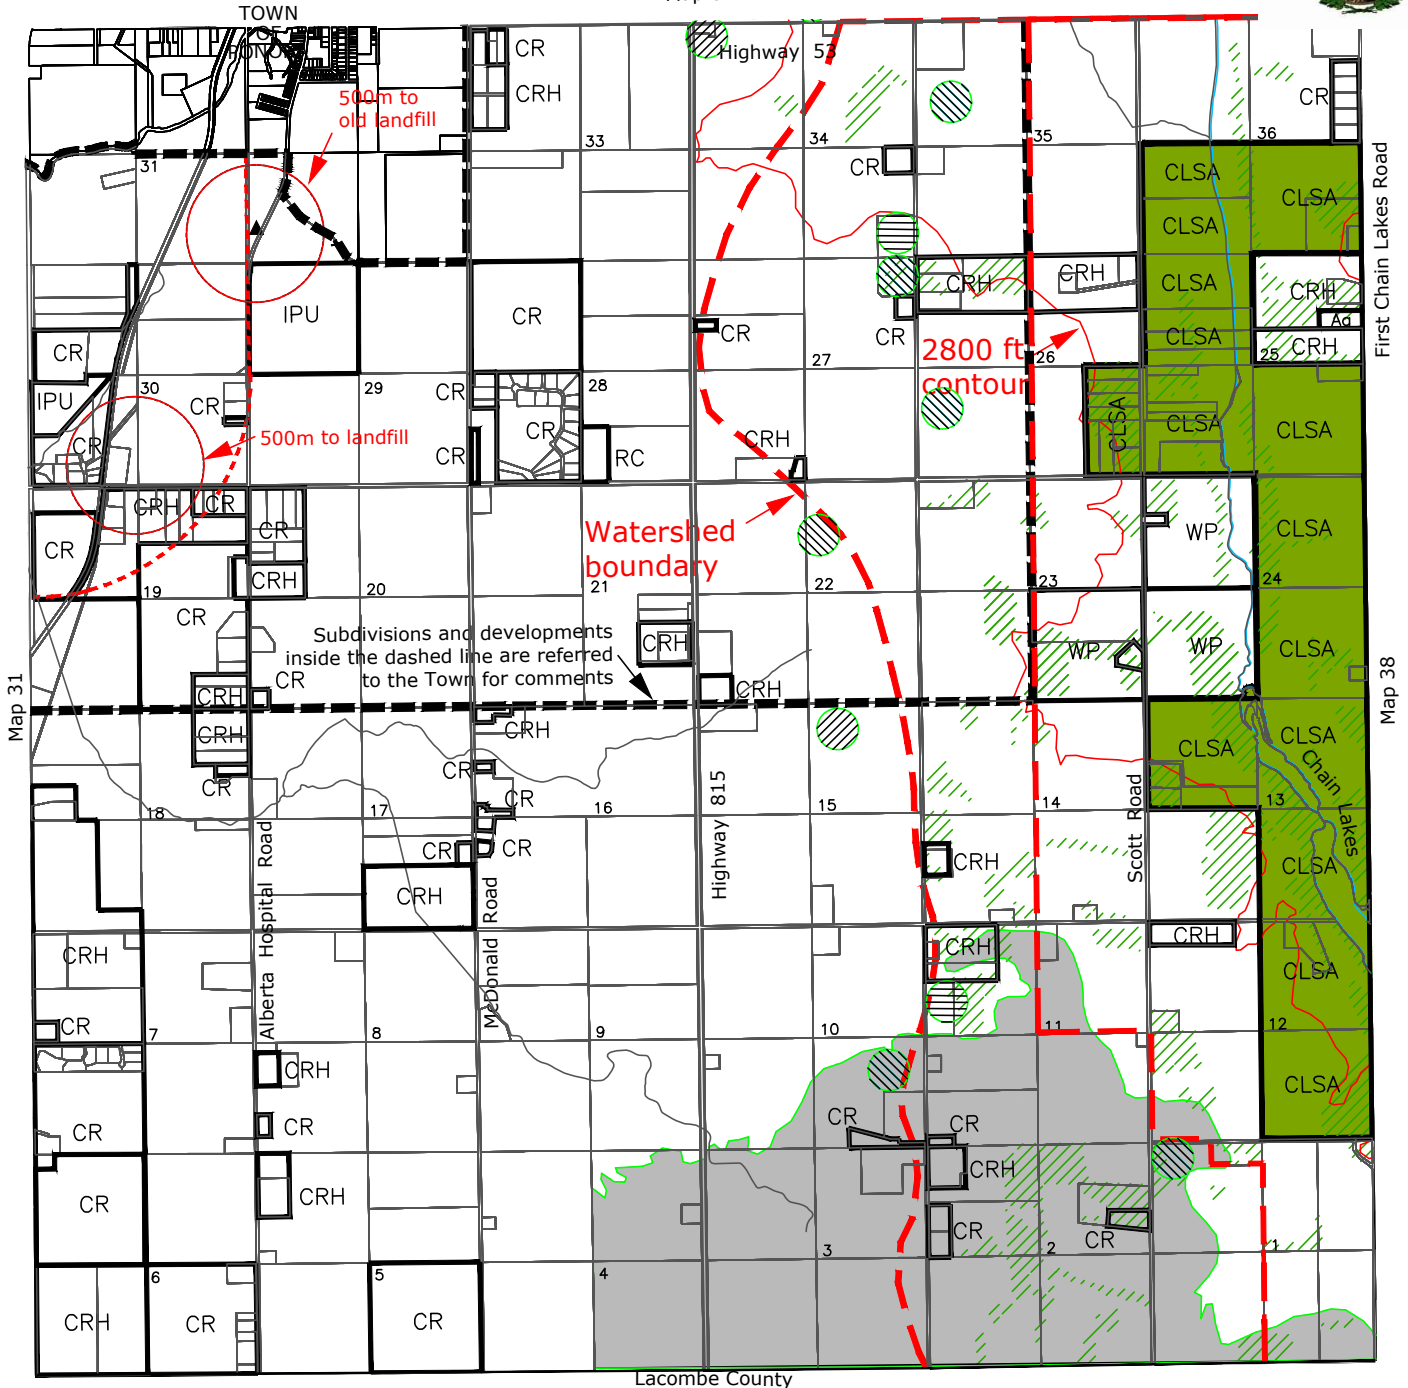 TOWN
OF
PONOKA
Highway 53
CR
CRH
500m to
old landfill
33
34
35
36
CR
31
CR
CLSA
CLSA
CLSA
First Chain Lakes Road
CRH
CRH
CLSA
CRH
IPU
CR
CR
CR
Ag
CLSA
CRH
CR
2800 ft
contour
27
26
25
30
29
28
IPU
CR
CR
CLSA
CLSA
CLSA
CR
CR
500m to landfill
CRH
CR
RC
CRH
CR
CR
CR
Watershed
boundary
WP
CLSA
CRH
19
20
21
22
23
24
CR
Subdivisions and developments
inside the dashed line are referred
to the Town for comments
CRH
WP
WP
CLSA
CR
CRH
CRH
Map 31
Map 38
CRH
CRH
CLSA
CLSA
Chain
Lakes
CR
CR
CR
Highway 815
Scott Road
18
17
16
15
14
13
Alberta Hospital Road
CR
CR
CRH
CLSA
CRH
McDonald Road
CRH
CRH
CRH
CLSA
CR
7
8
9
10
11
12
CRH
CLSA
CR
CR
CR
CR
CRH
CRH
CR
CR
CR
3
2
1
6
5
4
CRH
CR
CR
Lacombe County